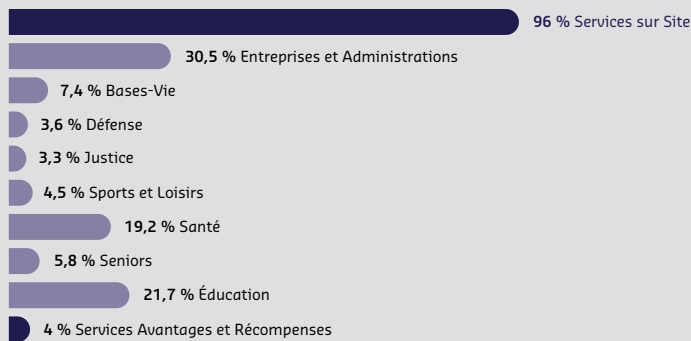 96 % Services sur Site
30,5 % Entreprises et Administrations
7,4 % Bases-Vie
3,6 % Défense
3,3 % Justice
4,5 % Sports et Loisirs
19,2 % Santé
5,8 % Seniors
21,7 % Éducation
4 % Services Avantages et Récompenses